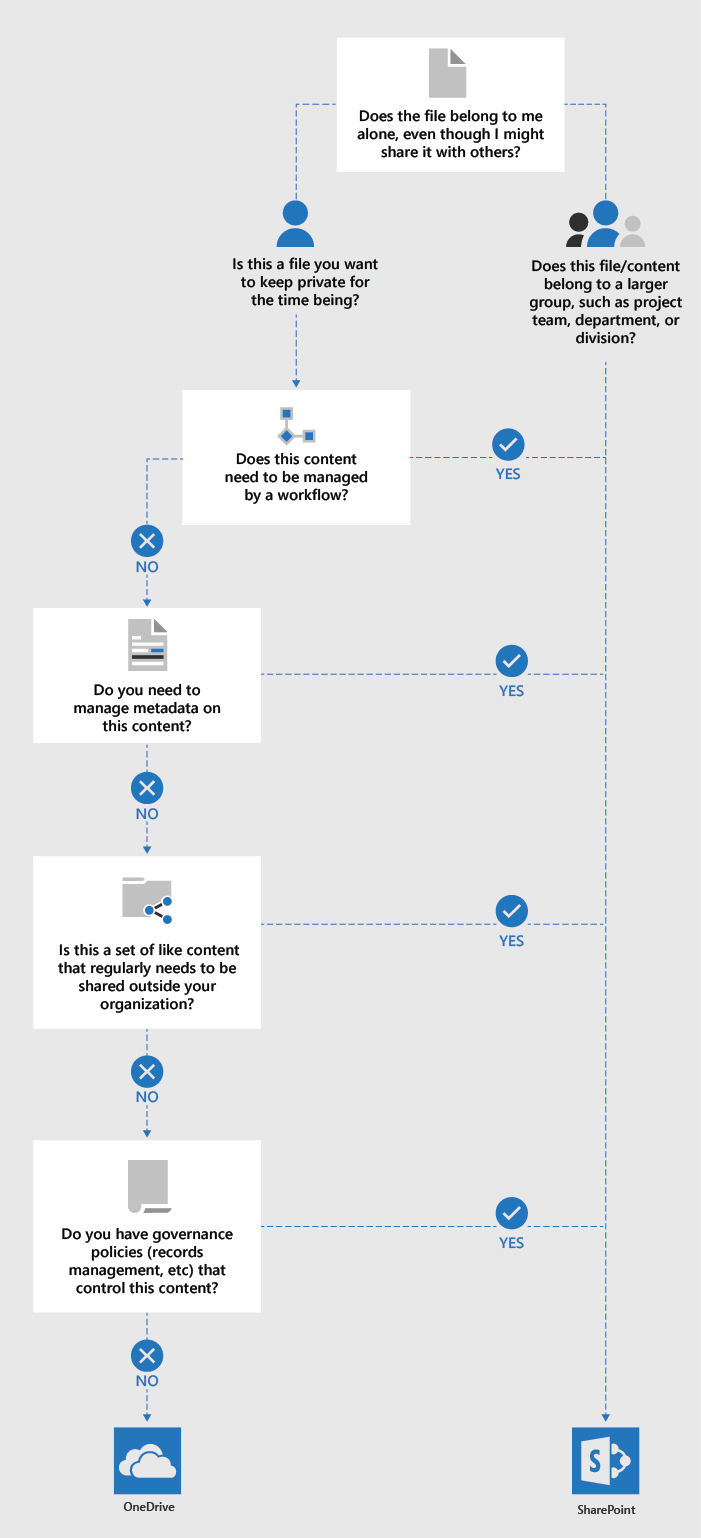 Does the file belong to me
alone, even though I might
share it with others?
Is this a file you want
to keep private for
the time being?
Does this file/content
belong to a larger
group, such as project
team, department, or
division?
Does this content
need to be managed
by a workflow?
YES
NO
Do you need to
manage metadata on
this content?
YES
NO
Is this a set of like content
that regularly needs to be
shared outside your
organization?
YES
NO
Do you have governance
policies (records
management, etc) that
control this content?
YES
NO
OneDrive
S
SharePoint